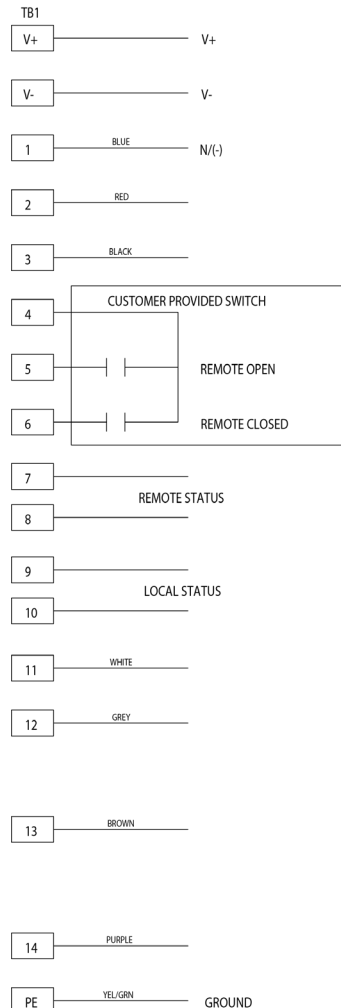 TB1
V+ V+
V- V-
1 BLUE N/(-)
2 RED
3 BLACK
CUSTOMER PROVIDED SWITCH
4
5 REMOTE OPEN
6 REMOTE CLOSED
7
REMOTE STATUS
8
9
LOCAL STATUS
10
11 WHITE
12 GREY
13 BROWN
14 PURPLE
PE YEL/GRN GROUND